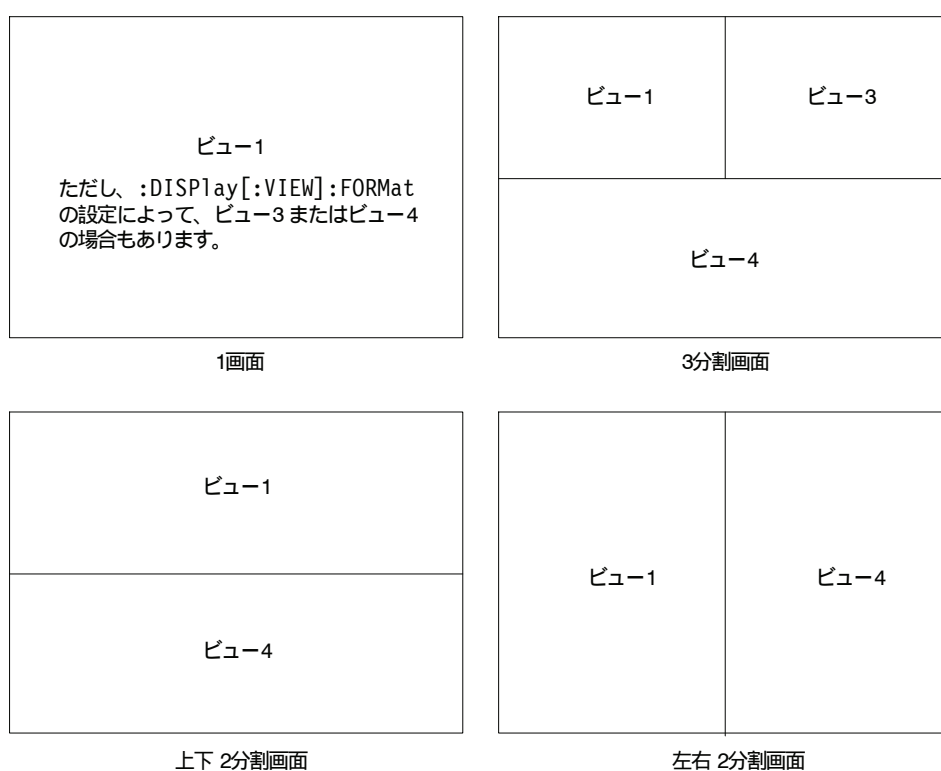 ビュー1
ただし、:DISPlay[:VIEW]:FORMat
の設定によって、ビュー3 またはビュー4
の場合もあります。
1画面
ビュー1
ビュー3
ビュー4
3分割画面
ビュー1
ビュー4
上下 2分割画面
ビュー1
ビュー4
左右 2分割画面